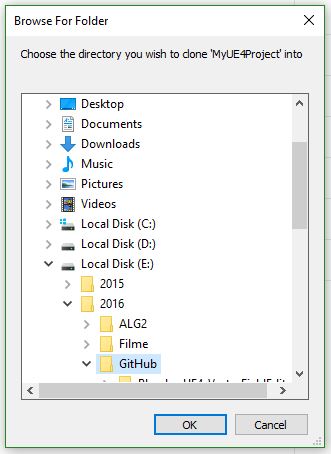 Browse For Folder
Choose the directory you wish to clone 'MyUE4Project' into
Desktop
Documents
Downloads
Music
Pictures
Videos
Local Disk (C:)
Local Disk (D:)
Local Disk (E:)
2015
2016
ALG2
Filme
GitHub
OK
Cancel